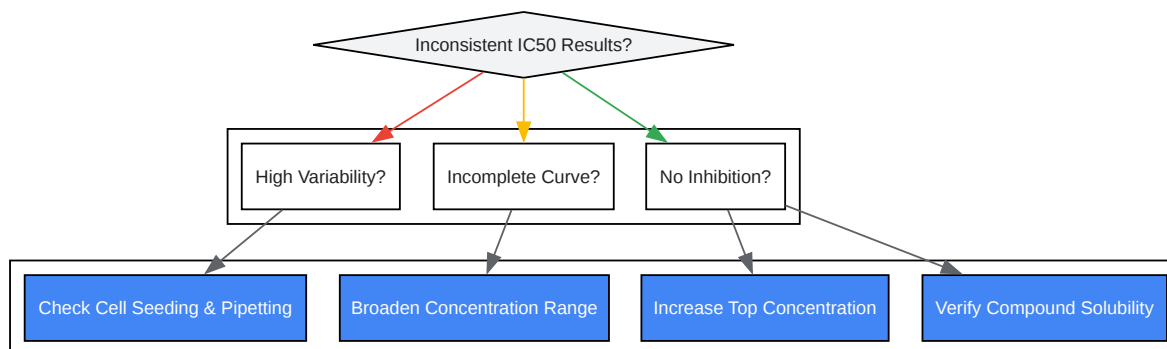 Inconsistent IC50 Results?
High Variability?
Incomplete Curve?
No Inhibition?
Check Cell Seeding & Pipetting
Broaden Concentration Range
Increase Top Concentration
Verify Compound Solubility